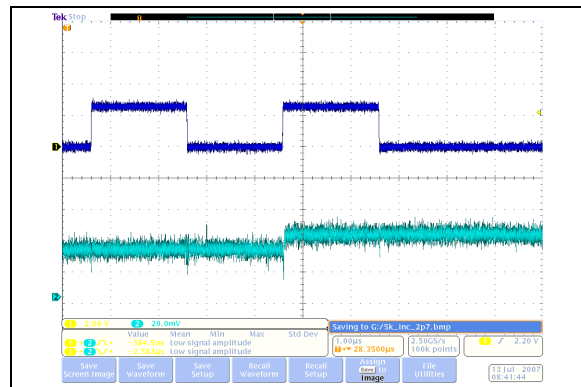 Tek Stop
T
1
2
1 2.00 V 2 20.0mV
Value Mean Min Max Std Dev
Low signal amplitude
Low signal amplitude
Saving to G:/5k_inc_2p7.bmp
1.00µs 2.50GS/s 1 2.20 V
28.3500µs 100k points
Save Screen Image
Save Waveform
Save Setup
Recall Waveform
Recall Setup
Assign Save to Image
File Utilities
13 Jul 2007
08:41:44